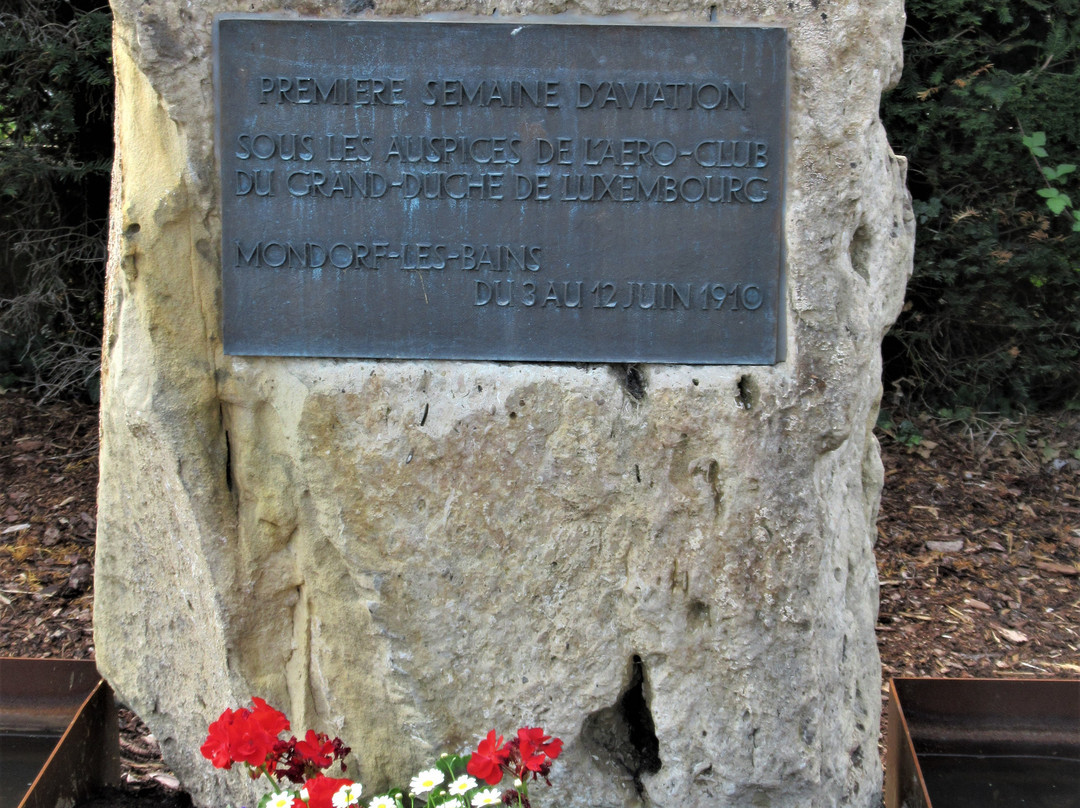 PREMIERE SEMAINE D'AVIATION
SOUS LES AUSPICES DE L'AERO-CLUB
DU GRAND-DUCHE DE LUXEMBOURG
MONDORF-LES-BAINS
DU 3 AU 12 JUIN 1910